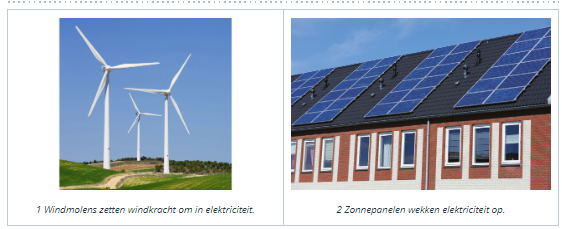 1 Windmolens zetten windkracht om in elektriciteit.
2 Zonnepanelen wekken elektriciteit op.